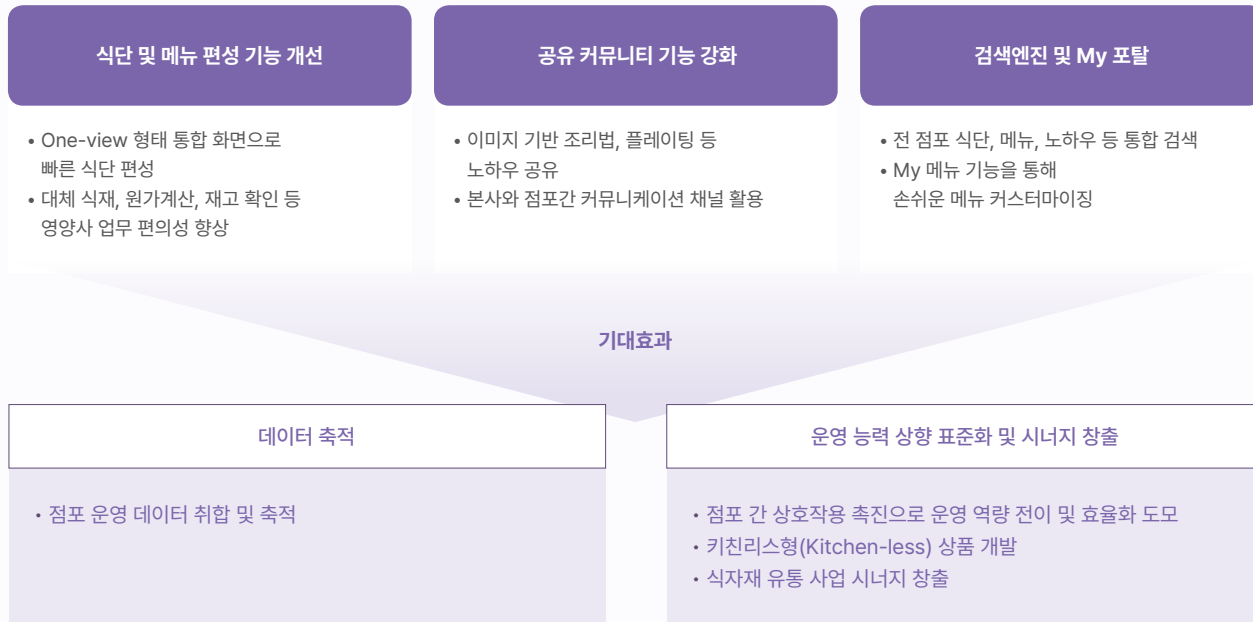 식단 및 메뉴 편성 기능 개선
• One-view 형태 통합 화면으로
빠른 식단 편성
• 대체 식재, 원가계산, 재고 확인 등
영양사 업무 편의성 향상
공유 커뮤니티 기능 강화
• 이미지 기반 조리법, 플레이팅 등
노하우 공유
• 본사와 점포간 커뮤니케이션 채널 활용
검색엔진 및 My 포탈
• 전 점포 식단, 메뉴, 노하우 등 통합 검색
• My 메뉴 기능을 통해
손쉬운 메뉴 커스터마이징
기대효과
데이터 축적
• 점포 운영 데이터 취합 및 축적
운영 능력 상향 표준화 및 시너지 창출
• 점포 간 상호작용 촉진으로 운영 역량 전이 및 효율화 도모
• 키친리스형(Kitchen-less) 상품 개발
• 식자재 유통 사업 시너지 창출